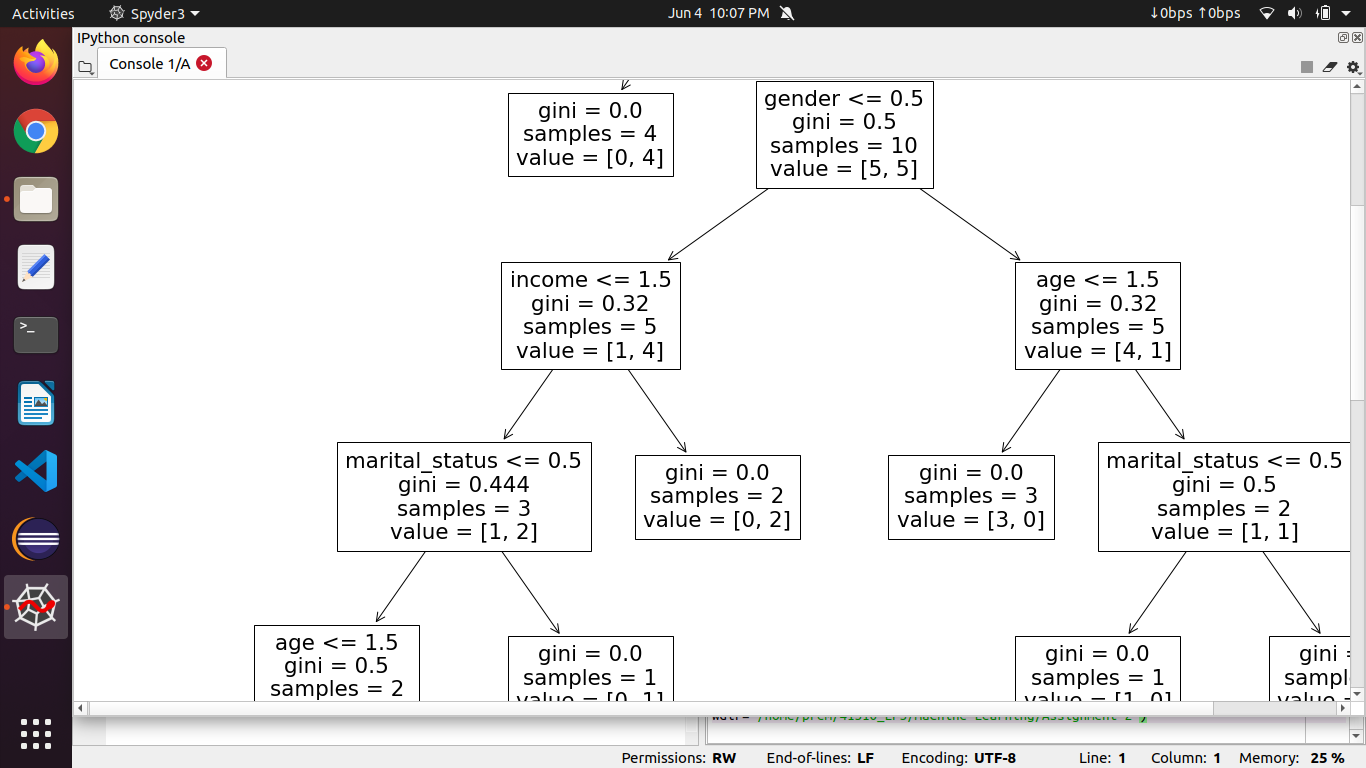 Activities
Spyder3
Jun 4 10:07 PM
↓0bps ↑0bps
IPython console
Console 1/A
gini = 0.0
samples = 4
value = [0, 4]
gender <= 0.5
gini = 0.5
samples = 10
value = [5, 5]
income <= 1.5
gini = 0.32
samples = 5
value = [1, 4]
age <= 1.5
gini = 0.32
samples = 5
value = [4, 1]
marital_status <= 0.5
gini = 0.444
samples = 3
value = [1, 2]
gini = 0.0
samples = 2
value = [0, 2]
gini = 0.0
samples = 3
value = [3, 0]
marital_status <= 0.5
gini = 0.5
samples = 2
value = [1, 1]
age <= 1.5
gini = 0.5
samples = 2
gini = 0.0
samples = 1
value = [0, 1]
gini = 0.0
samples = 1
value = [1, 0]
gini
value
>_
Permissions: RW
End-of-lines: LF
Encoding: UTF-8
Line: 1
Column: 1
Memory: 25 %